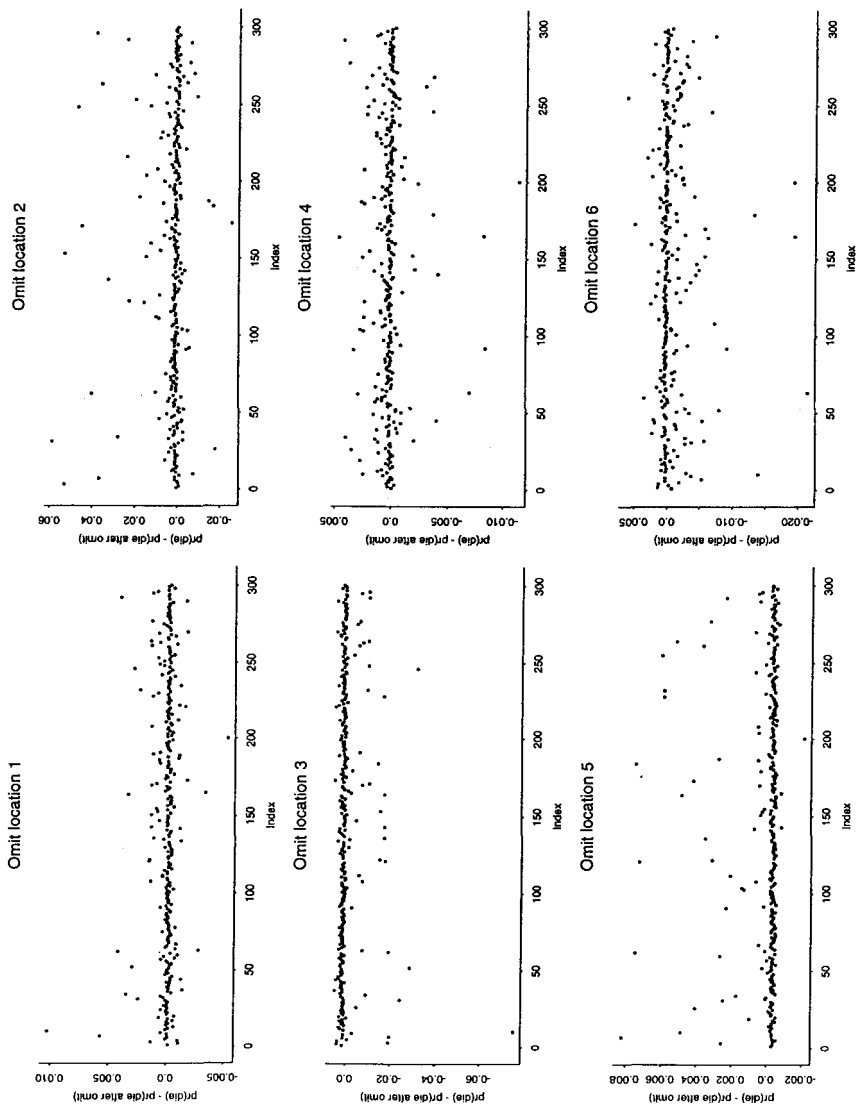 Omit location 1
pr(die) - pr(die after omit)
0.010
0.005
0.0
-0.005
0 50 100 150 200 250 300
Index
Omit location 2
pr(die) - pr(die after omit)
0.06
0.04
0.02
0.0
-0.02
0 50 100 150 200 250 300
Index
Omit location 3
pr(die) - pr(die after omit)
0.0
-0.02
-0.04
-0.06
0 50 100 150 200 250 300
Index
Omit location 4
pr(die) - pr(die after omit)
0.005
0.0
-0.005
-0.010
0 50 100 150 200 250 300
Index
Omit location 5
pr(die) - pr(die after omit)
0.008
0.006
0.004
0.002
0.0
-0.002
0 50 100 150 200 250 300
Index
Omit location 6
pr(die) - pr(die after omit)
0.005
0.0
-0.010
-0.020
0 50 100 150 200 250 300
Index